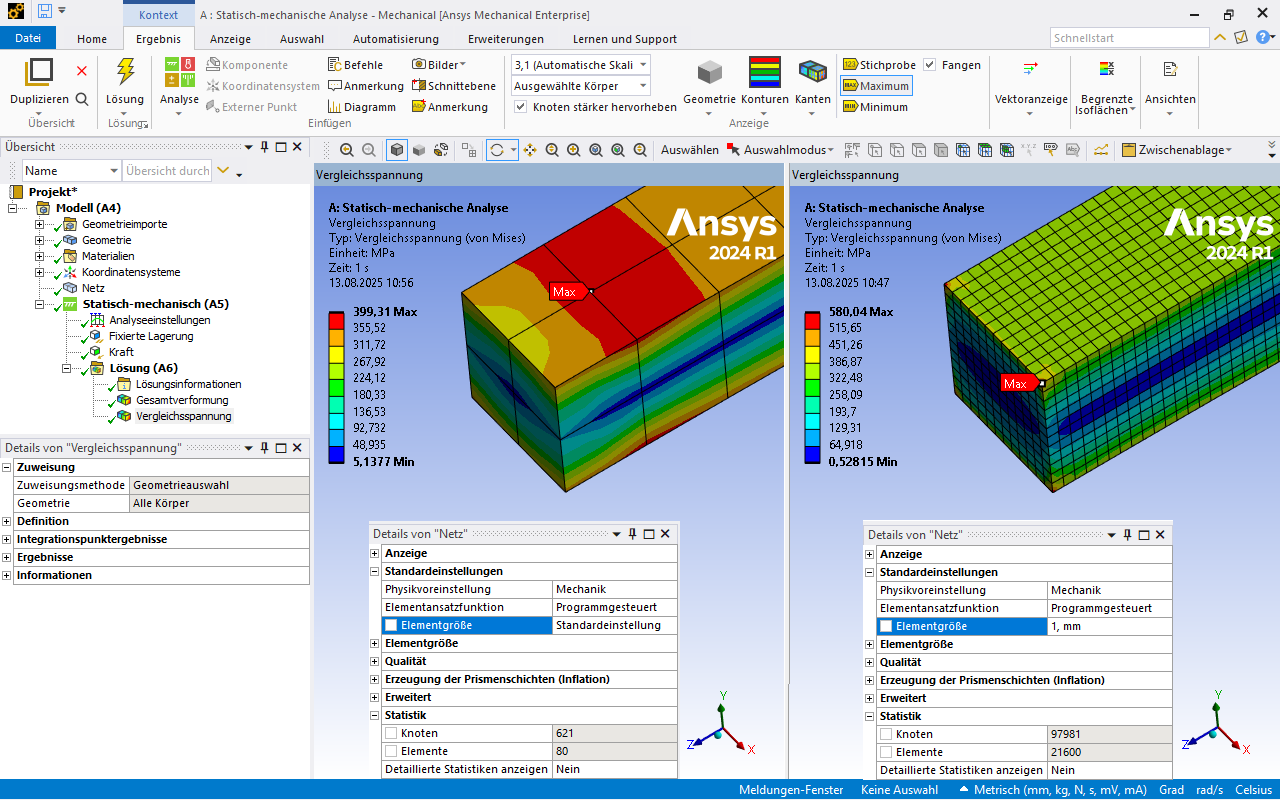 Kontext
A : Statisch-mechanische Analyse - Mechanical [Ansys Mechanical Enterprise]
Datei Home Ergebnis Anzeige Auswahl Automatisierung Erweiterungen Lernen und Support Schnellstart
Duplizieren
Übersicht
Lösung
Lösung
Analyse
Komponente
Koordinatensystem
Externer Punkt
Befehle
Anmerkung
Diagramm
Bilder
Schnittebene
Anmerkung
Einfügen
3,1 (Automatische Skali
Ausgewählte Körper
Knoten stärker hervorheben
Geometrie Konturen Kanten
Stichprobe
Maximum
Minimum
Fangen
Anzeige
Vektoranzeige
Begrenzte
Isoflächen
Ansichten
Auswählen Auswahlmodus Zwischenablage
Übersicht
Name Übersicht durch
Projekt*
Modell (A4)
Geometrieimporte
Geometrie
Materialien
Koordinatensysteme
Netz
Statisch-mechanisch (A5)
Analyseeinstellungen
Fixierte Lagerung
Kraft
Lösung (A6)
Lösungsinformationen
Gesamtverformung
Vergleichsspannung
Details von "Vergleichsspannung"
Zuweisung
Zuweisungsmethode Geometrieauswahl
Geometrie Alle Körper
Definition
Integrationspunktergebnisse
Ergebnisse
Informationen
Vergleichsspannung
A: Statisch-mechanische Analyse
Vergleichsspannung
Typ: Vergleichsspannung (von Mises)
Einheit: MPa
Zeit: 1 s
13.08.2025 10:56
Ansys
2024 R1
399,31 Max
355,52
311,72
267,92
224,12
180,33
136,53
92,732
48,935
5,1377 Min
Max
Details von "Netz"
Anzeige
Standardeinstellungen
Physikvoreinstellung Mechanik
Elementansatzfunktion Programmgesteuert
Elementgröße Standardeinstellung
Elementgröße
Qualität
Erzeugung der Prismenschichten (Inflation)
Erweitert
Statistik
Knoten 621
Elemente 80
Detaillierte Statistiken anzeigen Nein
Y
Z
X
Vergleichsspannung
A: Statisch-mechanische Analyse
Vergleichsspannung
Typ: Vergleichsspannung (von Mises)
Einheit: MPa
Zeit: 1 s
13.08.2025 10:47
Ansys
2024 R1
580,04 Max
515,65
451,26
386,87
322,48
258,09
193,7
129,31
64,918
0,52815 Min
Max
Details von "Netz"
Anzeige
Standardeinstellungen
Physikvoreinstellung Mechanik
Elementansatzfunktion Programmgesteuert
Elementgröße 1, mm
Elementgröße
Qualität
Erzeugung der Prismenschichten (Inflation)
Erweitert
Statistik
Knoten 97981
Elemente 21600
Detaillierte Statistiken anzeigen Nein
Y
Z
X
Meldungen-Fenster Keine Auswahl Metrisch (mm, kg, N, s, mV, mA) Grad rad/s Celsius